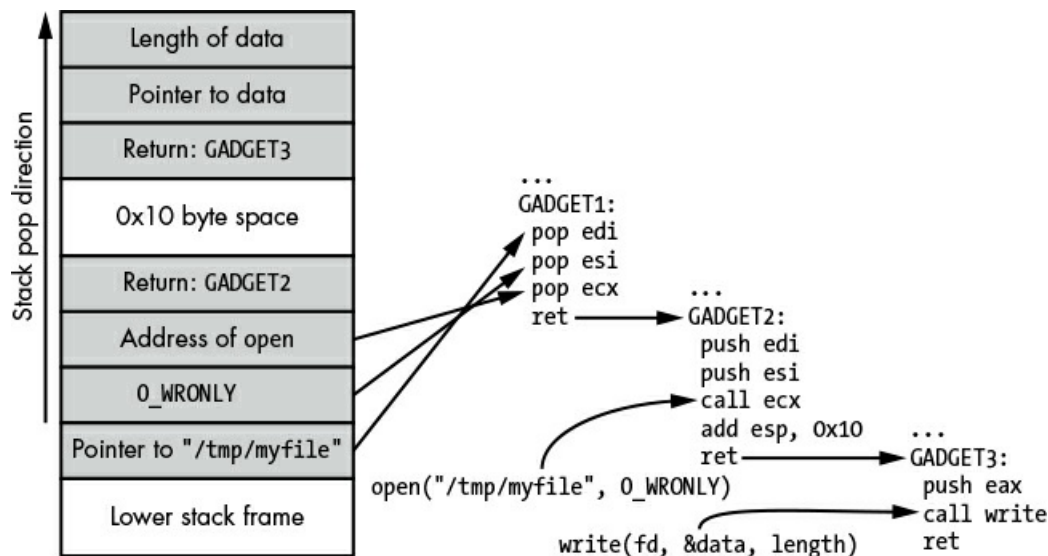 Stack pop direction
Length of data
Pointer to data
Return: GADGET3
0x10 byte space
Return: GADGET2
Address of open
O_WRONLY
Pointer to "/tmp/myfile"
Lower stack frame
...
GADGET1:
pop edi
pop esi
pop ecx
ret
...
GADGET2:
push edi
push esi
call ecx
add esp, 0x10
ret
open("/tmp/myfile", O_WRONLY)
...
GADGET3:
push eax
call write
ret
write(fd, &data, length)